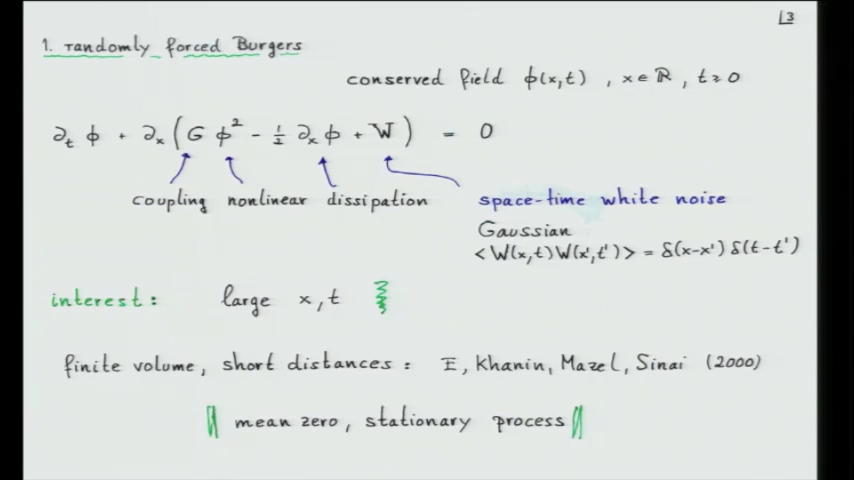 ⌊3
1. randomly forced Burgers
conserved field ϕ(x,t) , x ∈ ℝ, t ≥ 0
∂ₜ ϕ + ∂ₓ (G ϕ² - ½ ∂ₓ ϕ + W) = 0
coupling nonlinear dissipation space-time white noise
Gaussian
<W(x,t)W(x',t')> = δ(x-x') δ(t-t')
interest: large x,t
finite volume, short distances : E, Khanin, Mazel, Sinai (2000)
mean zero, stationary process